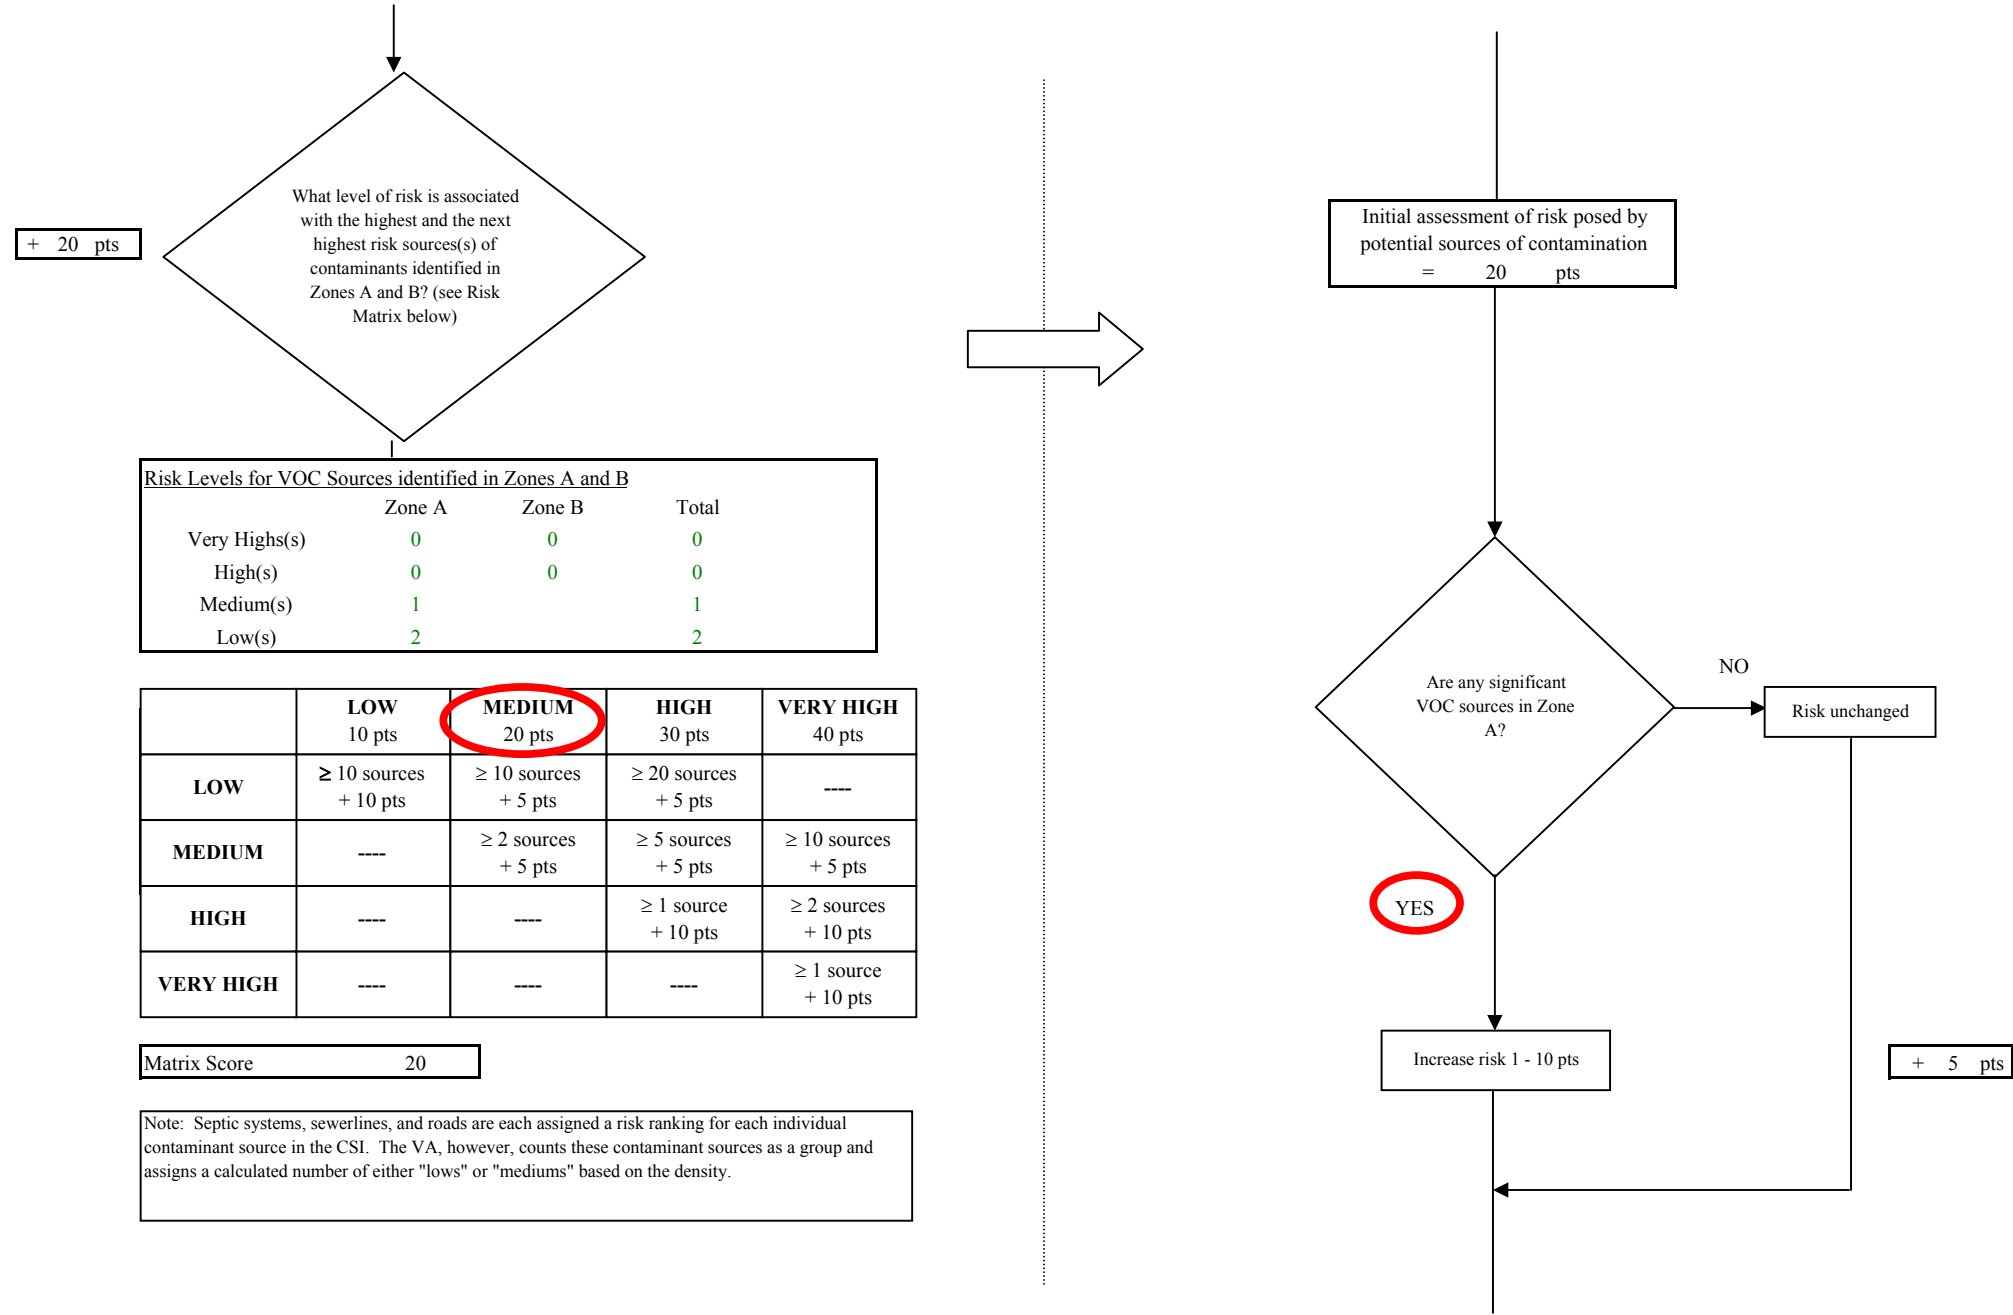 + 20 pts
What level of risk is associated
with the highest and the next
highest risk sources(s) of
contaminants identified in
Zones A and B? (see Risk
Matrix below)
Risk Levels for VOC Sources identified in Zones A and B
Zone A Zone B Total
Very Highs(s) 0 0 0
High(s) 0 0 0
Medium(s) 1 1
Low(s) 2 2
LOW MEDIUM HIGH VERY HIGH
10 pts 20 pts 30 pts 40 pts
LOW ≥ 10 sources ≥ 10 sources ≥ 20 sources ----
+ 10 pts + 5 pts + 5 pts
MEDIUM ---- ≥ 2 sources ≥ 5 sources ≥ 10 sources
+ 5 pts + 5 pts + 5 pts
HIGH ---- ---- ≥ 1 source ≥ 2 sources
+ 10 pts + 10 pts
VERY HIGH ---- ---- ---- ≥ 1 source
+ 10 pts
Matrix Score 20
Note: Septic systems, sewerlines, and roads are each assigned a risk ranking for each individual
contaminant source in the CSI. The VA, however, counts these contaminant sources as a group and
assigns a calculated number of either "lows" or "mediums" based on the density.
Initial assessment of risk posed by
potential sources of contamination
= 20 pts
Are any significant
VOC sources in Zone
A?
NO
Risk unchanged
YES
Increase risk 1 - 10 pts
+ 5 pts